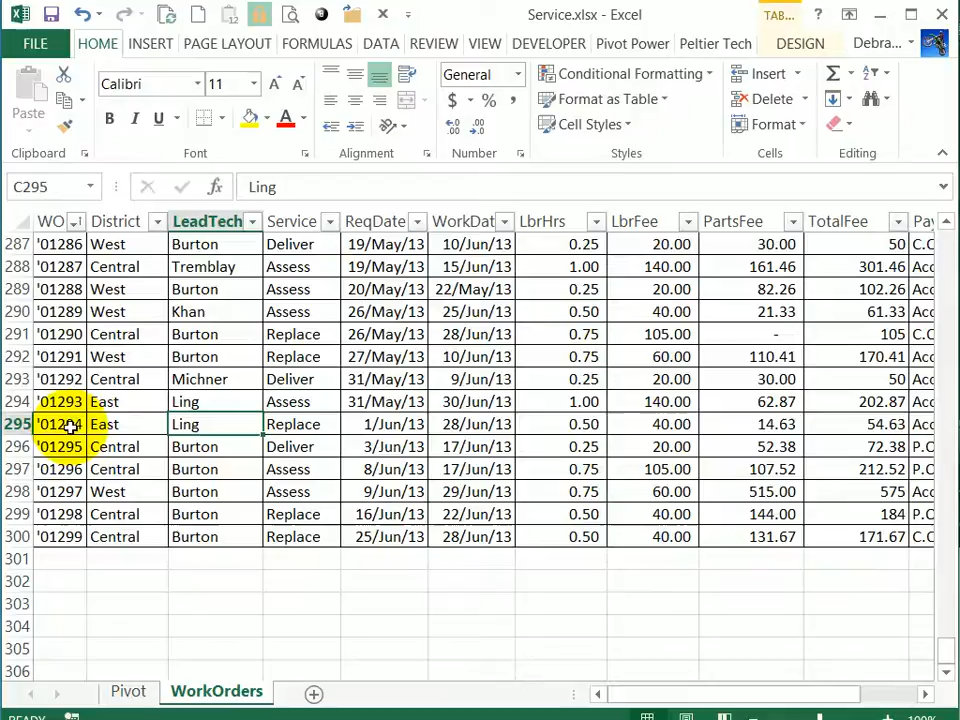 Service.xlsx - Excel
TAB... ?
FILE HOME INSERT PAGE LAYOUT FORMULAS DATA REVIEW VIEW DEVELOPER Pivot Power Peltier Tech DESIGN Debra...
Paste
Calibri 11
B I U A
General
$ % ,
Conditional Formatting
Format as Table
Cell Styles
Insert
Delete
Format
Clipboard Font Alignment Number Styles Cells Editing
C295 fx Ling
WO District LeadTech Service ReqDate WorkDat LbrHrs LbrFee PartsFee TotalFee Pay
287 '01286 West Burton Deliver 19/May/13 10/Jun/13 0.25 20.00 30.00 50 C.O
288 '01287 Central Tremblay Assess 19/May/13 15/Jun/13 1.00 140.00 161.46 301.46 Acc
289 '01288 West Burton Assess 20/May/13 22/May/13 0.25 20.00 82.26 102.26 Acc
290 '01289 West Khan Assess 26/May/13 25/Jun/13 0.50 40.00 21.33 61.33 Acc
291 '01290 Central Burton Replace 26/May/13 28/Jun/13 0.75 105.00 - 105 C.O
292 '01291 West Burton Replace 27/May/13 10/Jun/13 0.75 60.00 110.41 170.41 Acc
293 '01292 Central Michner Deliver 31/May/13 9/Jun/13 0.25 20.00 30.00 50 Acc
294 '01293 East Ling Assess 31/May/13 30/Jun/13 1.00 140.00 62.87 202.87 Acc
295 '01294 East Ling Replace 1/Jun/13 28/Jun/13 0.50 40.00 14.63 54.63 Acc
296 '01295 Central Burton Deliver 3/Jun/13 17/Jun/13 0.25 20.00 52.38 72.38 P.O
297 '01296 Central Burton Assess 8/Jun/13 17/Jun/13 0.75 105.00 107.52 212.52 P.O
298 '01297 West Burton Assess 9/Jun/13 29/Jun/13 0.75 60.00 515.00 575 Acc
299 '01298 Central Burton Replace 16/Jun/13 22/Jun/13 0.50 40.00 144.00 184 P.O
300 '01299 Central Burton Replace 25/Jun/13 28/Jun/13 0.50 40.00 131.67 171.67 C.O
301
302
303
304
305
306
Pivot WorkOrders
READY 100%